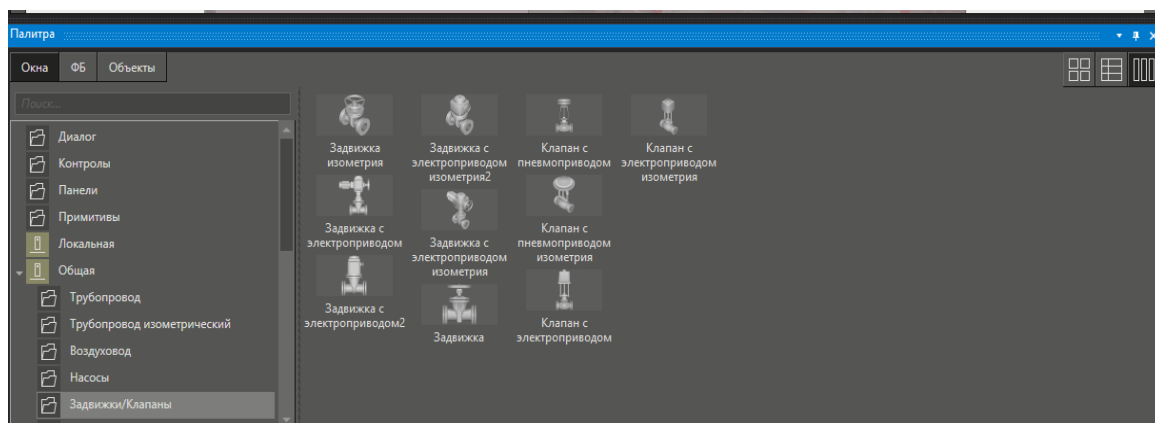 Палитра
Окна
ФБ
Объекты
Поиск...
Диалог
Контролы
Панели
Примитивы
Локальная
Общая
Трубопровод
Трубопровод изометрический
Воздуховод
Насосы
Задвижки/Клапаны
Задвижка
изометрия
Задвижка с
электроприводом
изометрия2
Клапан с
пневмоприводом
Клапан с
электроприводом
изометрия
Задвижка с
электроприводом
Задвижка с
электроприводом
изометрия
Клапан с
пневмоприводом
изометрия
Задвижка с
электроприводом2
Задвижка
Клапан с
электроприводом